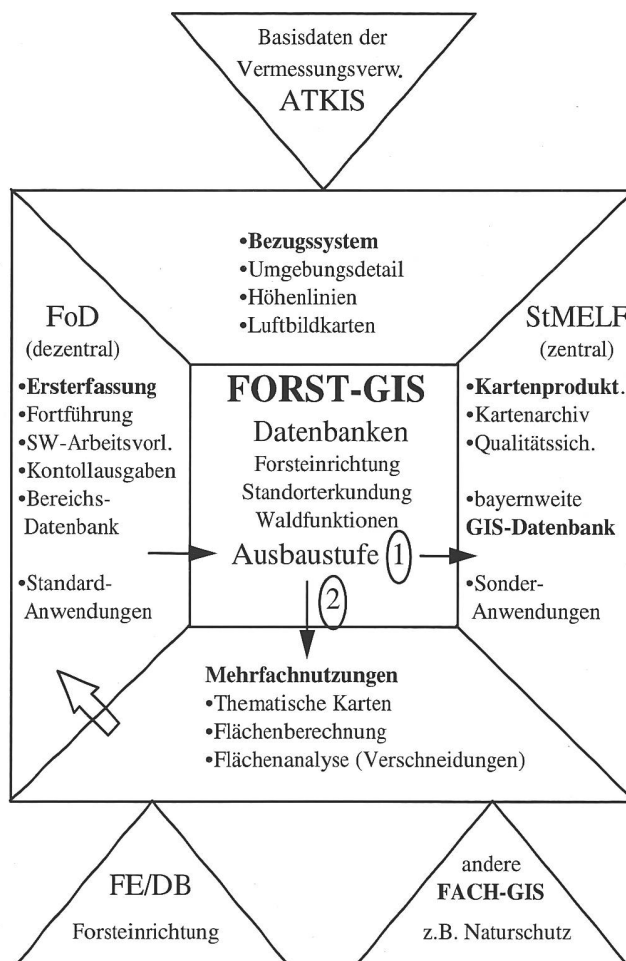 Basisdaten der
Vermessungsverw.
ATKIS
•Bezugssystem
•Umgebungsdetail
•Höhenlinien
•Luftbildkarten
FoD
(dezentral)
•Ersterfassung
•Fortführung
•SW-Arbeitsvorl.
•Kontollausgaben
•Bereichs-
Datenbank
•Standard-
Anwendungen
FORST-GIS
Datenbanken
Forsteinrichtung
Standorterkundung
Waldfunktionen
Ausbaustufe 1
2
StMELF
(zentral)
•Kartenprodukt.
•Kartenarchiv
•Qualitätssich.
•bayernweite
GIS-Datenbank
•Sonder-
Anwendungen
Mehrfachnutzungen
•Thematische Karten
•Flächenberechnung
•Flächenanalyse (Verschneidungen)
FE/DB
Forsteinrichtung
andere
FACH-GIS
z.B. Naturschutz